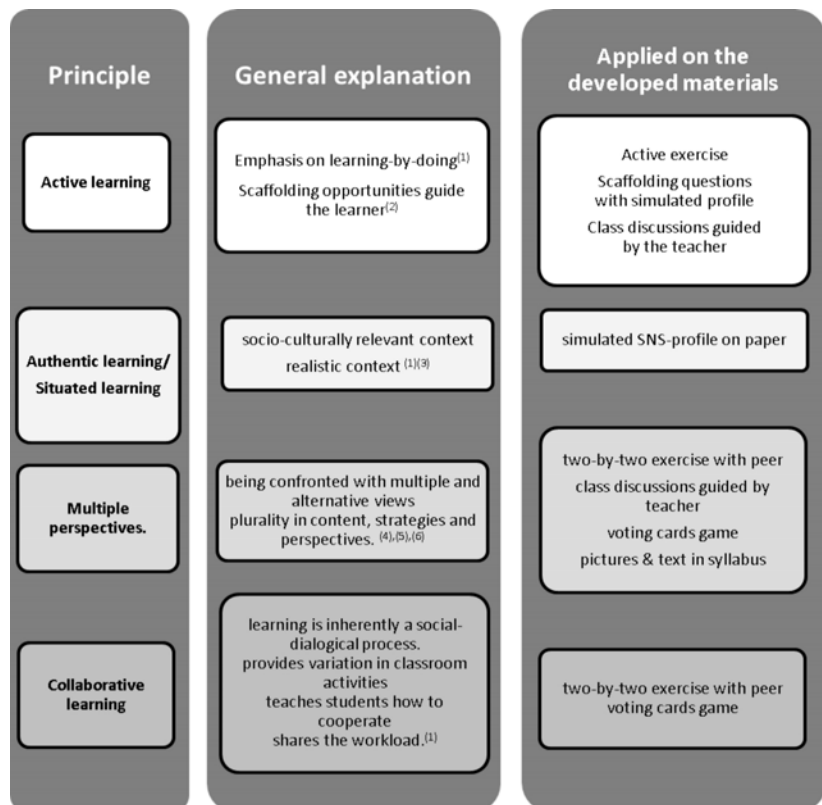 Principle
General explanation
Applied on the
developed materials
Active learning
Emphasis on learning-by-doing(1)
Scaffolding opportunities guide
the learner(2)
Active exercise
Scaffolding questions
with simulated profile
Class discussions guided
by the teacher
Authentic learning/
Situated learning
socio-culturally relevant context
realistic context (1)(3)
simulated SNS-profile on paper
Multiple
perspectives.
being confronted with multiple and
alternative views
plurality in content, strategies and
perspectives. (4),(5),(6)
two-by-two exercise with peer
class discussions guided by
teacher
voting cards game
pictures & text in syllabus
Collaborative
learning
learning is inherently a social-
dialogical process.
provides variation in classroom
activities
teaches students how to
cooperate
shares the workload.(1)
two-by-two exercise with peer
voting cards game